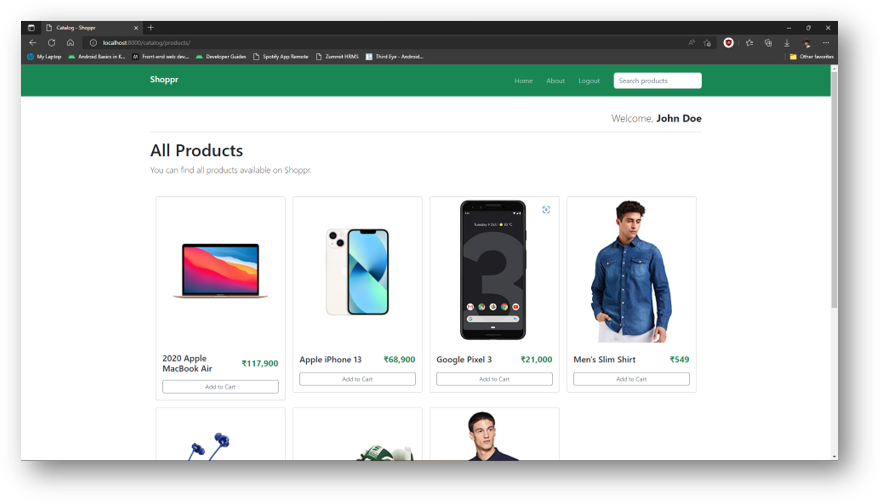 Catalog - Shoppr
localhost:8000/catalog/products/
My Laptop
Android Basics in K...
Front-end web dev...
Developer Guides
Spotify App Remote
Zummit HRMS
Third Eye - Android...
Other favorites
Shoppr
Home
About
Logout
Search products
Welcome, John Doe
All Products
You can find all products available on Shoppr.
3
2020 Apple
MacBook Air
₹117,900
Add to Cart
Apple iPhone 13
₹68,900
Add to Cart
Google Pixel 3
₹21,000
Add to Cart
Men's Slim Shirt
₹549
Add to Cart